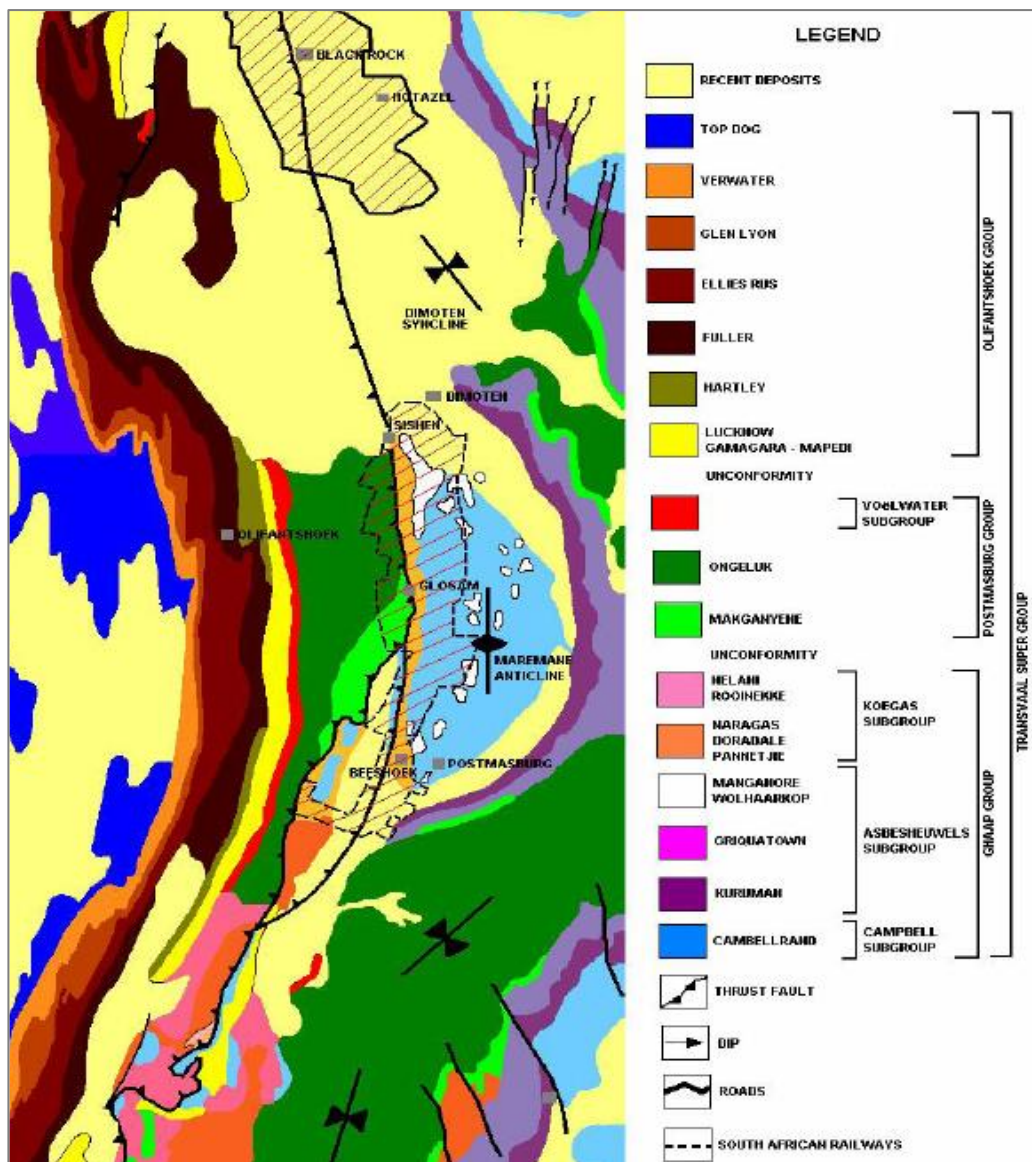 BLACK ROCK
HOTAZEL
DIMOTEN
SYNCLINE
DIMOTEN
SISHEN
OLIFANTSHOEK
GLOSAM
MAREMANE
ANTICLINE
BEESHOEK
POSTMASBURG
LEGEND
RECENT DEPOSITS
TOP DOG
VERWATER
GLEN LYON
ELLIES RUS
FULLER
HARTLEY
LUCKNOW
GAMAGARA - MAPEDI
OLIFANTSHOEK GROUP
UNCONFORMITY
VOELWATER
SUBGROUP
ONGELUK
MAKGANYENE
POSTMASBURG GROUP
UNCONFORMITY
NELANI
ROOINEKKE
NARAGAS
DORADALE
PANNETJIE
KOEGAS
SUBGROUP
MANGANORE
WOLHAARKOP
GRIQUATOWN
KURUMAN
ASBESHEUWELS
SUBGROUP
CAMBELLRAND
CAMPBELL
SUBGROUP
GHAAP GROUP
TRANSVAAL SUPER GROUP
THRUST FAULT
DIP
ROADS
SOUTH AFRICAN RAILWAYS